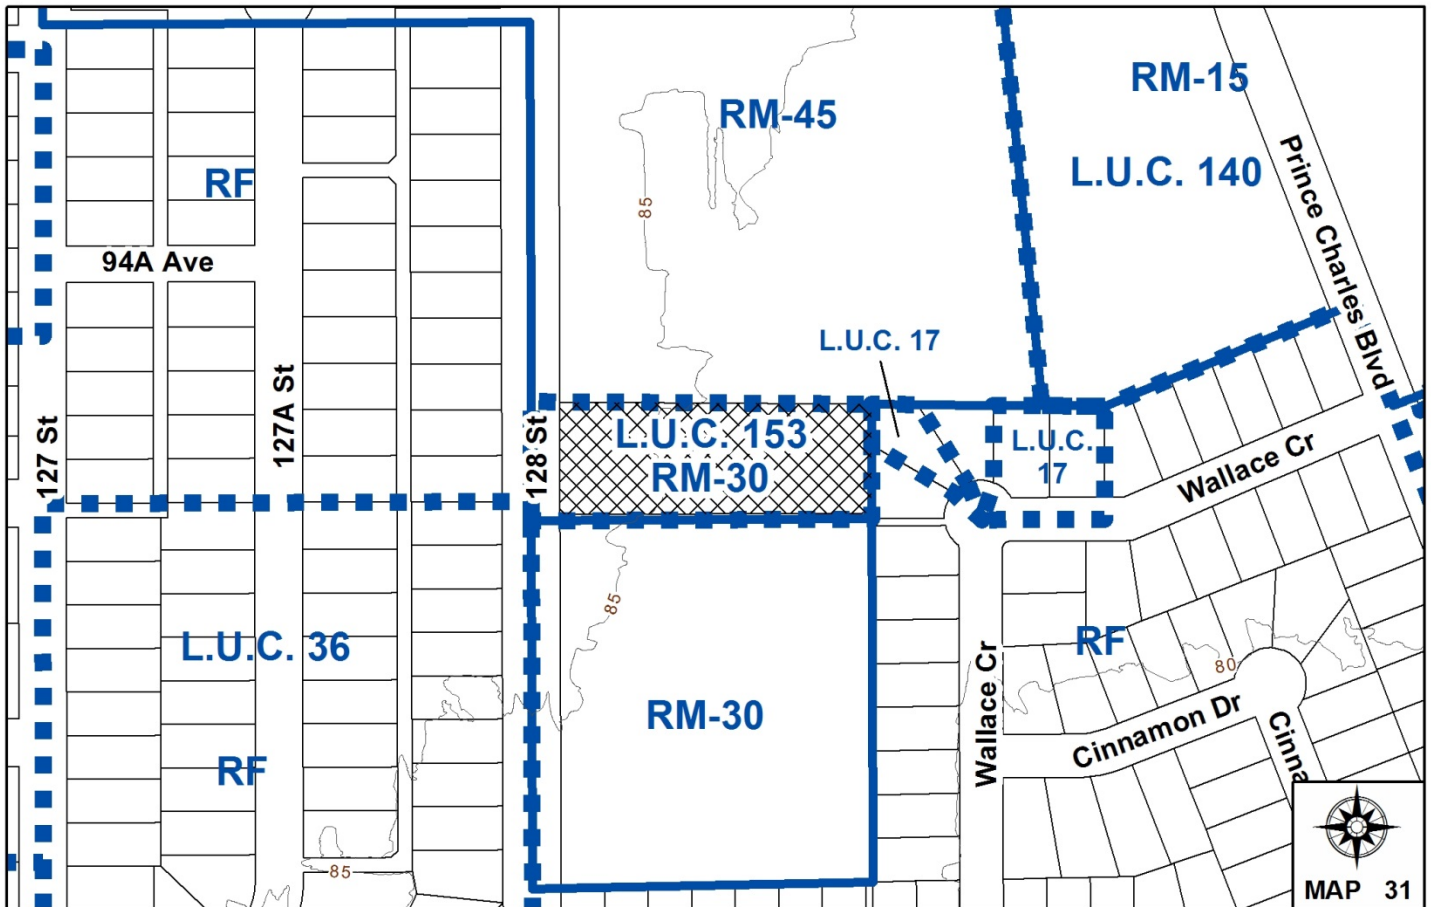 RM-15
RM-45
L.U.C. 140
Prince Charles Blvd
RF
85
94A Ave
L.U.C. 17
127A St
127 St
128 St
L.U.C. 153
RM-30
L.U.C.
17
Wallace Cr
85
L.U.C. 36
RF
80
Wallace Cr
RM-30
Cinnamon Dr
Cinna
RF
85
MAP 31